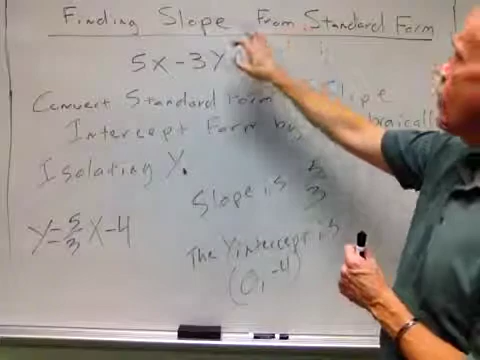 Finding Slope From Standard Form
5x - 3y
Convert Standard Form Slope
Intercept Form by
Isolating Y.
Slope is 5/3
y = 5/3 x - 4
The Y intercept is
(0, -4)